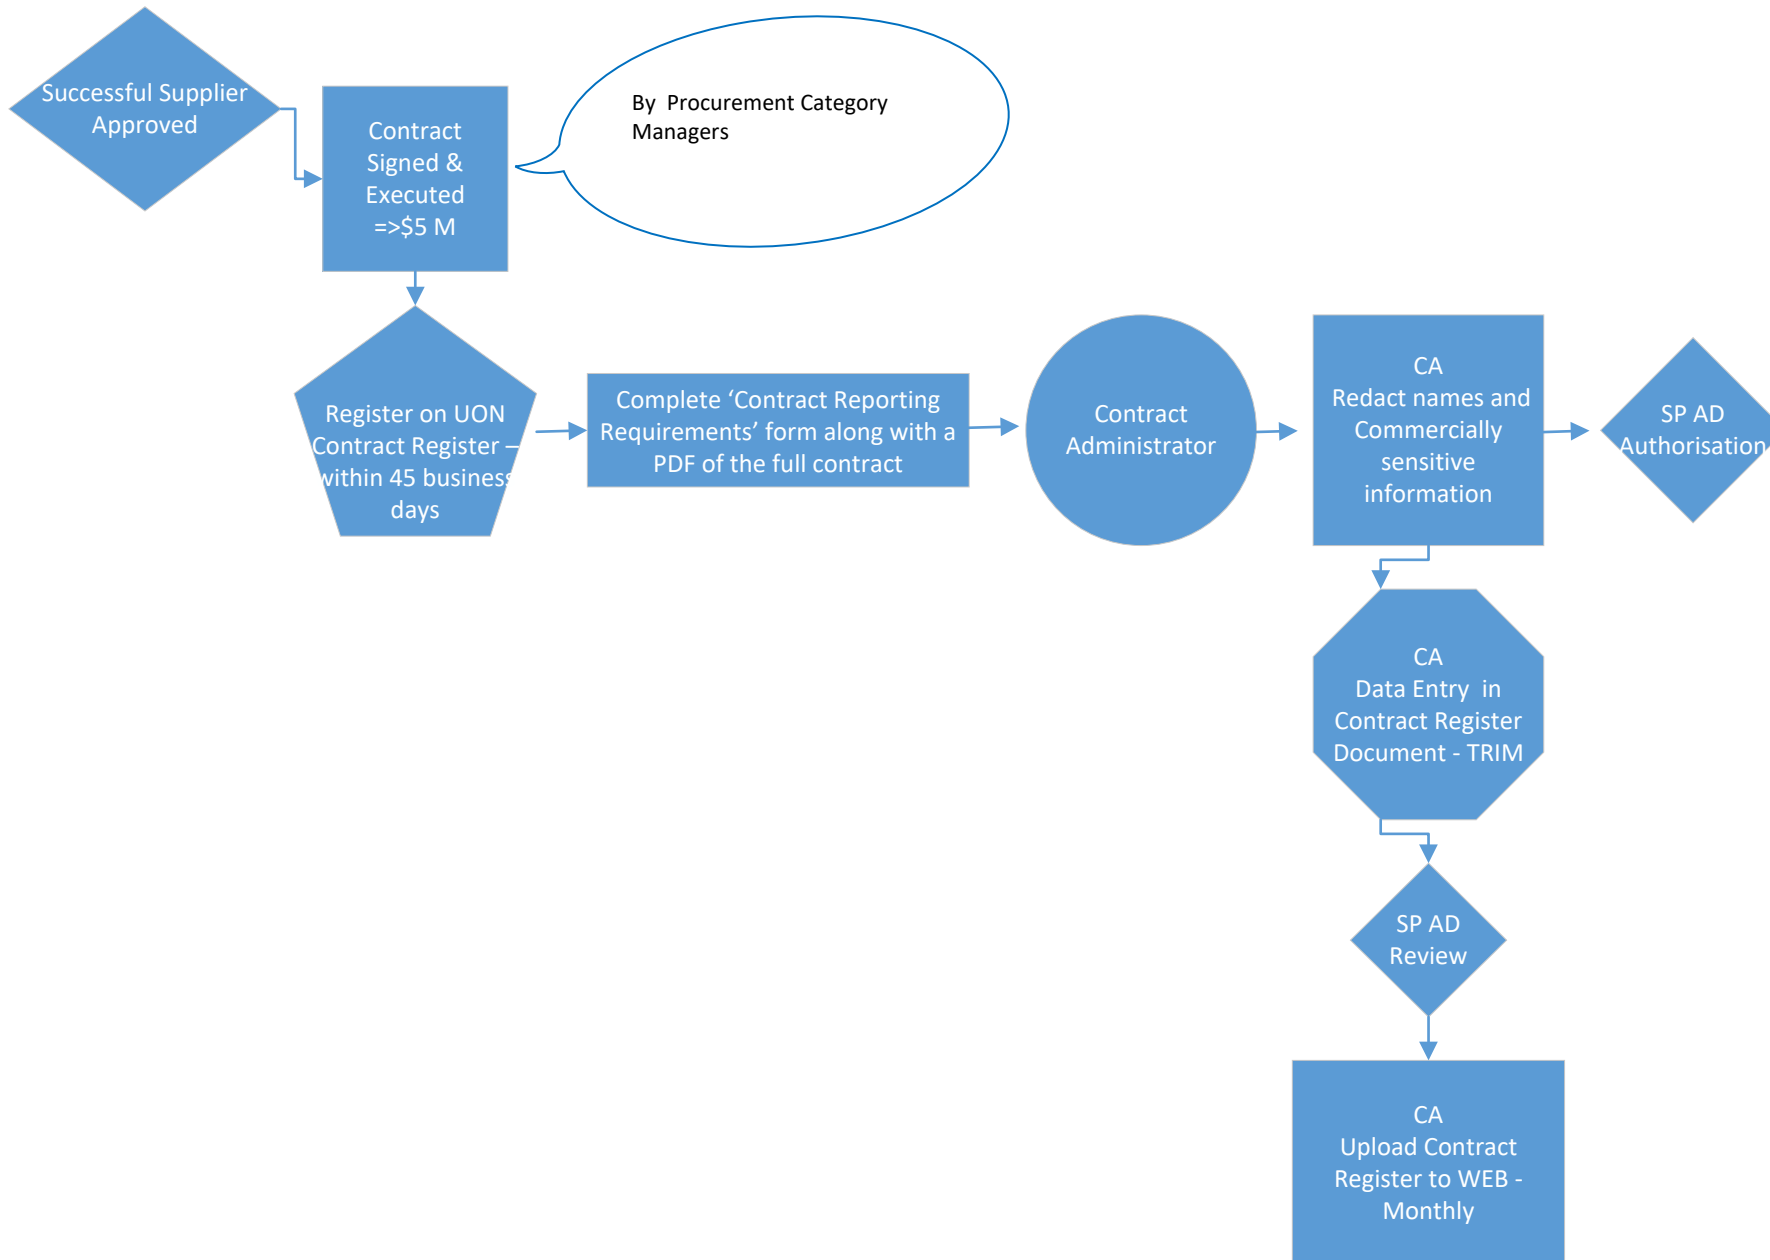 Successful Supplier
Approved
Contract
Signed &
Executed
=>$5 M
By  Procurement Category
Managers
Register on UON
Contract Register –
within 45 business
days
Complete ‘Contract Reporting
Requirements’ form along with a
PDF of the full contract
Contract
Administrator
CA
Redact names and
Commercially
sensitive
information
SP AD
Authorisation
CA
Data Entry  in
Contract Register
Document - TRIM
SP AD
Review
CA
Upload Contract
Register to WEB -
Monthly